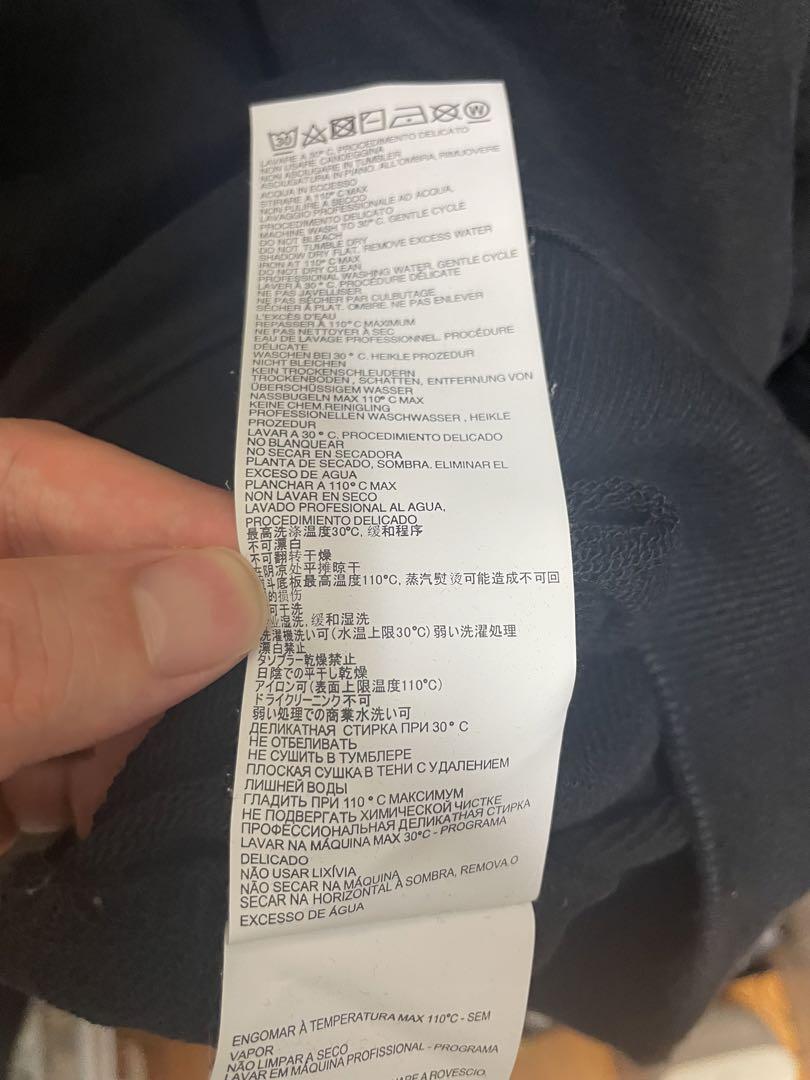 30 W
LAVARE A 30° C, PROCEDIMENTO DELICATO
NON USARE CANDEGGINA
NON ASCIUGARE IN TUMBLER
ASCIUGATURA IN PIANO, ALL'OMBRA, RIMUOVERE
ACQUA IN ECCESSO
STIRARE A 110°C MAX
NON PULIRE A SECCO
LAVAGGIO PROFESSIONALE AD ACQUA,
PROCEDIMENTO DELICATO
MACHINE WASH TO 30° C, GENTLE CYCLE
DO NOT BLEACH
DO NOT TUMBLE DRY
SHADOW DRY FLAT, REMOVE EXCESS WATER
IRON AT 110° C MAX
DO NOT DRY CLEAN
PROFESSIONAL WASHING WATER, GENTLE CYCLE
LAVER À 30° C, PROCÉDURE DÉLICATE
NE PAS JAVELLISER
NE PAS SÉCHER PAR CULBUTAGE
SÉCHER À PLAT, OMBRE. NE PAS ENLEVER
L'EXCÈS D'EAU
REPASSER À 110°C MAXIMUM
NE PAS NETTOYER À SEC
EAU DE LAVAGE PROFESSIONNEL, PROCÉDURE
DÉLICATE
WASCHEN BEI 30° C. HEIKLE PROZEDUR
NICHT BLEICHEN
KEIN TROCKENSCHLEUDERN
TROCKENBODEN, SCHATTEN, ENTFERNUNG VON
ÜBERSCHÜSSIGEM WASSER
NASSBUGELN MAX 110° C MAX
KEINE CHEM.REINIGUNG
PROFESSIONELLEN WASCHWASSER, HEIKLE
PROZEDUR
LAVAR A 30° C, PROCEDIMIENTO DELICADO
NO BLANQUEAR
NO SECAR EN SECADORA
PLANTA DE SECADO, SOMBRA. ELIMINAR EL
EXCESO DE AGUA
PLANCHAR A 110° C MAX
NON LAVAR EN SECO
LAVADO PROFESIONAL AL AGUA,
PROCEDIMIENTO DELICADO
最高洗涤温度30°C, 缓和程序
不可漂白
不可翻转干燥
在阴凉处平摊晾干
斗底板最高温度110°C, 蒸汽熨烫可能造成不可回
的损伤
可干洗
业湿洗, 缓和湿洗
洗濯機洗い可(水温上限30°C)弱い洗濯処理
漂白禁止
タンブラー乾燥禁止
日陰での平干し乾燥
アイロン可(表面上限温度110°C)
ドライクリーニング不可
弱い処理での商業水洗い可
ДЕЛИКАТНАЯ СТИРКА ПРИ 30° C
НЕ ОТБЕЛИВАТЬ
НЕ СУШИТЬ В ТУМБЛЕРЕ
ПЛОСКАЯ СУШКА В ТЕНИ С УДАЛЕНИЕМ
ЛИШНЕЙ ВОДЫ
ГЛАДИТЬ ПРИ 110° C МАКСИМУМ
НЕ ПОДВЕРГАТЬ ХИМИЧЕСКОЙ ЧИСТКЕ
ПРОФЕССИОНАЛЬНАЯ ДЕЛИКАТНАЯ СТИРКА
LAVAR NA MÁQUINA MAX 30°C - PROGRAMA
DELICADO
NÃO USAR LIXÍVIA
NÃO SECAR NA MÁQUINA
SECAR NA HORIZONTAL À SOMBRA, REMOVA O
EXCESSO DE ÁGUA
ENGOMAR À TEMPERATURA MAX 110°C - SEM
VAPOR
NÃO LIMPAR A SECO
LAVAR EM MÁQUINA PROFISSIONAL - PROGRAMA
A ROVESCIO.